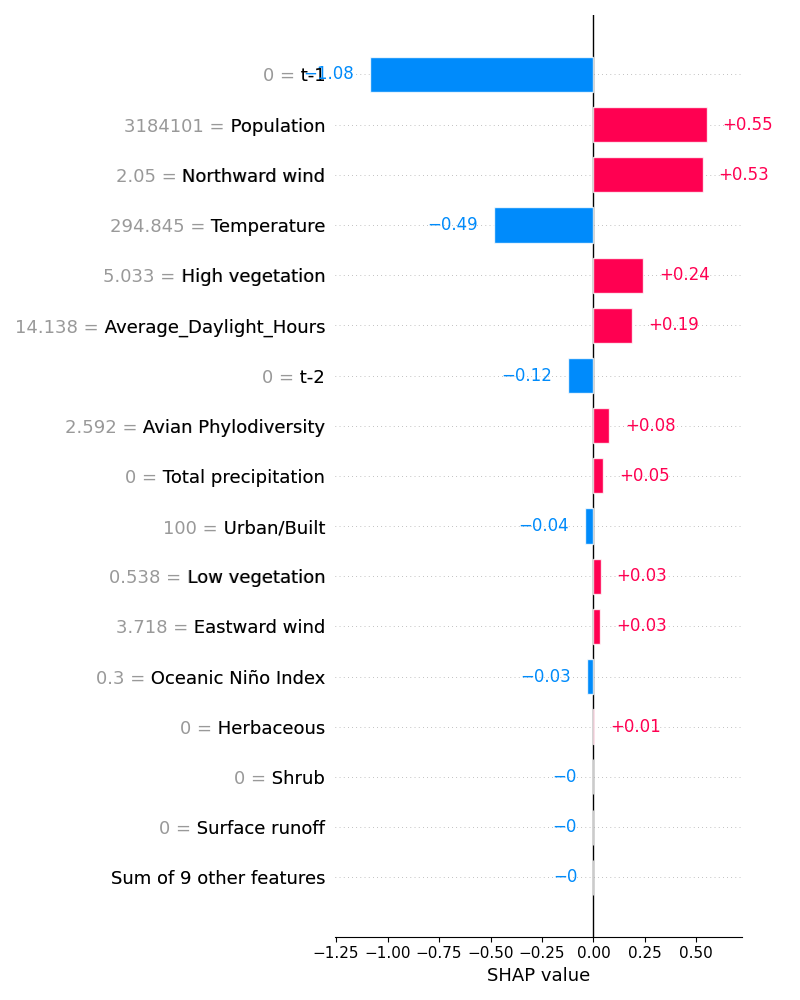 0 = t-1 −1.08
3184101 = Population +0.55
2.05 = Northward wind +0.53
294.845 = Temperature −0.49
5.033 = High vegetation +0.24
14.138 = Average_Daylight_Hours +0.19
0 = t-2 −0.12
2.592 = Avian Phylodiversity +0.08
0 = Total precipitation +0.05
100 = Urban/Built −0.04
0.538 = Low vegetation +0.03
3.718 = Eastward wind +0.03
0.3 = Oceanic Niño Index −0.03
0 = Herbaceous +0.01
0 = Shrub −0
0 = Surface runoff −0
Sum of 9 other features −0
−1.25 −1.00 −0.75 −0.50 −0.25 0.00 0.25 0.50
SHAP value